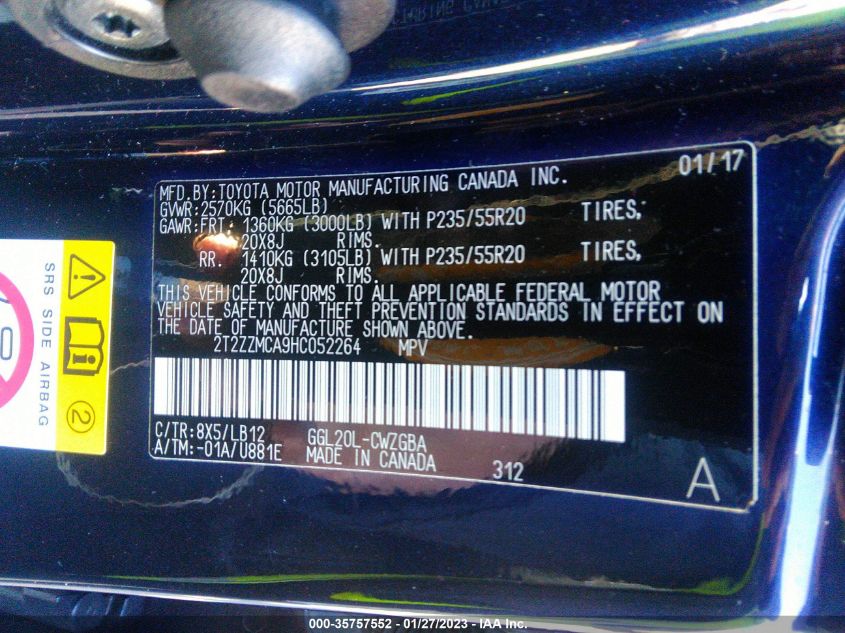 MFD.BY:TOYOTA MOTOR MANUFACTURING CANADA INC. 01/17
GVWR:2570KG (5665LB)
GAWR:FRT. 1360KG (3000LB) WITH P235/55R20 TIRES,
20X8J RIMS.
RR. 1410KG (3105LB) WITH P235/55R20 TIRES,
20X8J RIMS.
THIS VEHICLE CONFORMS TO ALL APPLICABLE FEDERAL MOTOR
VEHICLE SAFETY AND THEFT PREVENTION STANDARDS IN EFFECT ON
THE DATE OF MANUFACTURE SHOWN ABOVE.
2T2ZZMCA9HC052264 MPV
C/TR:8X5/LB12 GGL20L-CWZGBA
A/TM:-01A/U881E MADE IN CANADA 312
A
SRS SIDE AIRBAG
2
000-35757552 - 01/27/2023 - IAA Inc.